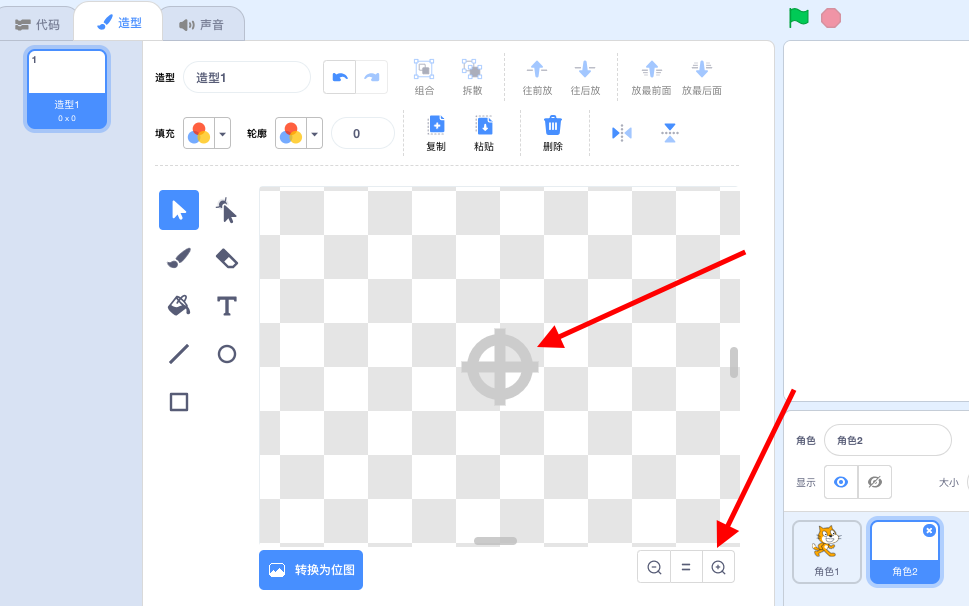 代码 造型 声音
1
造型1
0 x 0
造型 造型1 组合 拆散 往前放 往后放 放最前面 放最后面
填充 轮廓 0 复制 粘贴 删除
转换为位图
角色 角色2
显示 大小
角色1 角色2